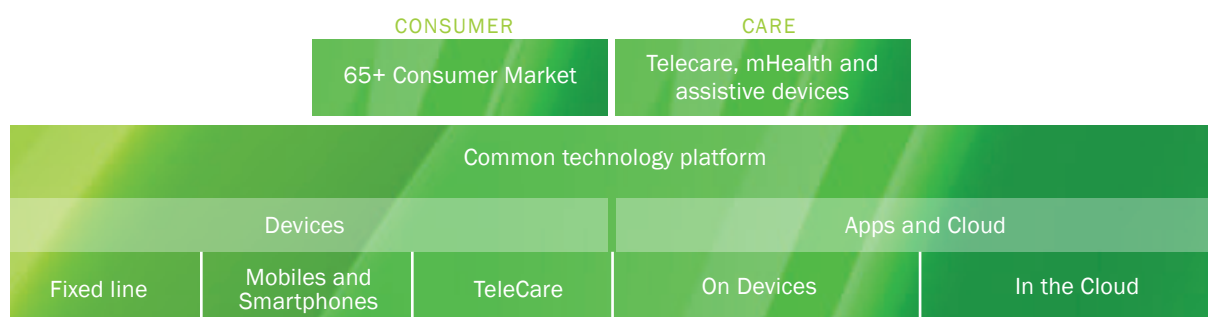 CONSUMER
CARE
65+ Consumer Market
Telecare, mHealth and
assistive devices
Common technology platform
Devices
Apps and Cloud
Fixed line
Mobiles and
Smartphones
TeleCare
On Devices
In the Cloud